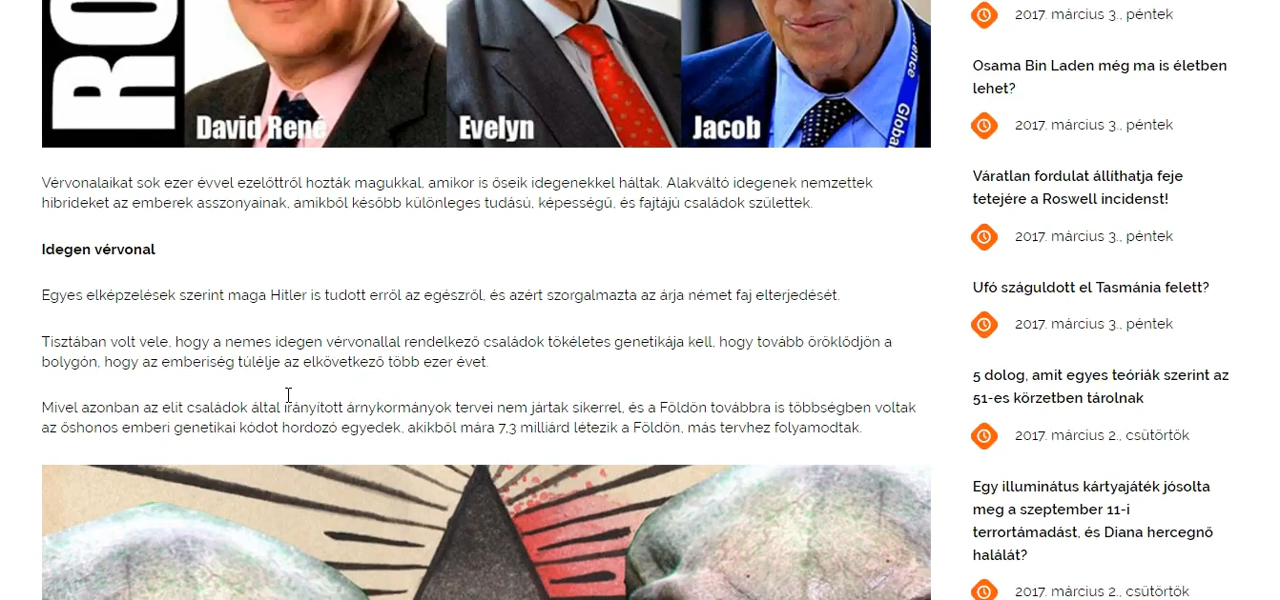 RO
David René
Evelyn
Jacob
Global
Vérvonalaikat sok ezer évvel ezelőttről hozták magukkal, amikor is őseik idegenekkel háltak. Alakváltó idegenek nemzettek
hibrideket az emberek asszonyainak, amikből később különleges tudású, képességű, és fajtájú családok születtek.
Idegen vérvonal
Egyes elképzelések szerint maga Hitler is tudott erről az egészről, és azért szorgalmazta az árja német faj elterjedését.
Tisztában volt vele, hogy a nemes idegen vérvonallal rendelkező családok tökéletes genetikája kell, hogy tovább öröklődjön a
bolygón, hogy az emberiség túlélje az elkövetkező több ezer évet.
Mivel azonban az elit családok által irányított árnykormányok tervei nem jártak sikerrel, és a Földön továbbra is többségben voltak
az őshonos emberi genetikai kódot hordozó egyedek, akikből mára 7,3 milliárd létezik a Földön, más tervhez folyamodtak.
2017. március 3., péntek
Osama Bin Laden még ma is életben
lehet?
2017. március 3., péntek
Váratlan fordulat állíthatja feje
tetejére a Roswell incidenst!
2017. március 3., péntek
Ufó száguldott el Tasmánia felett?
2017. március 3., péntek
5 dolog, amit egyes teóriák szerint az
51-es körzetben tárolnak
2017. március 2., csütörtök
Egy illuminátus kártyajáték jósolta
meg a szeptember 11-i
terrortámadást, és Diana hercegnő
halálát?
2017. március 2., csütörtök